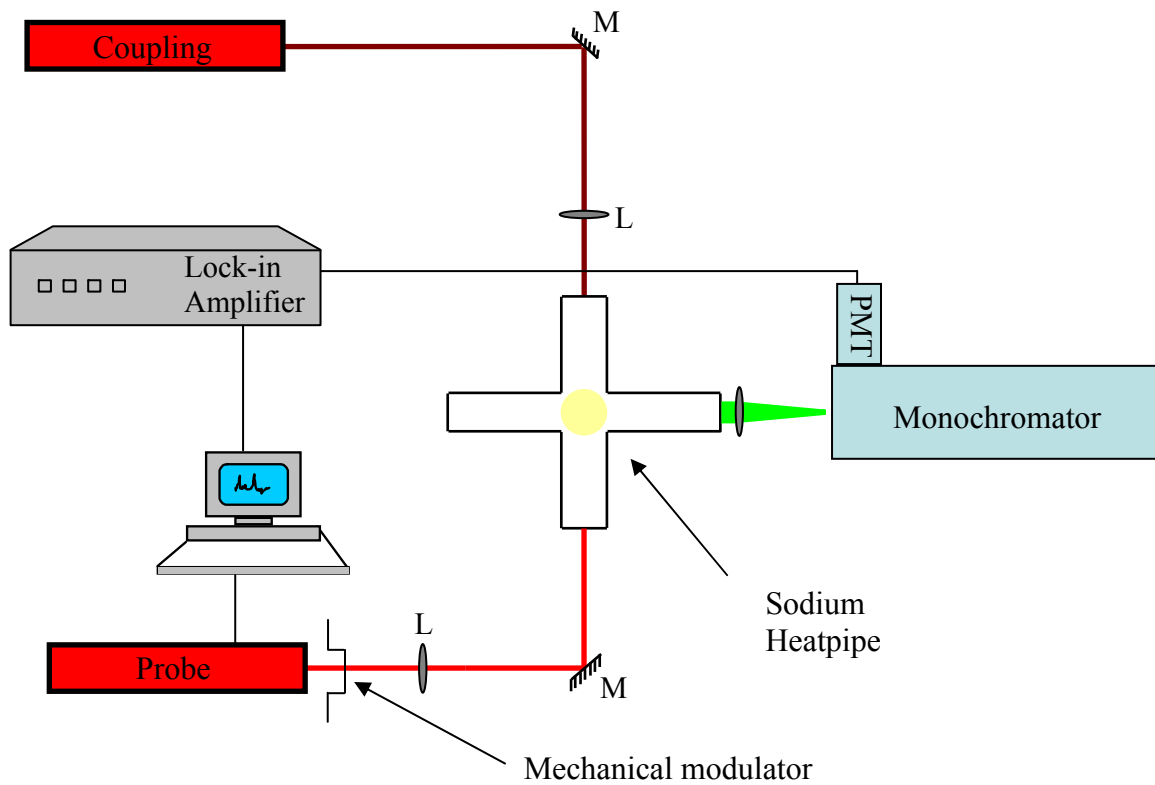 M
Coupling
L
Lock-in
Amplifier
PMT
Monochromator
Sodium
Heatpipe
L
Probe
M
Mechanical modulator